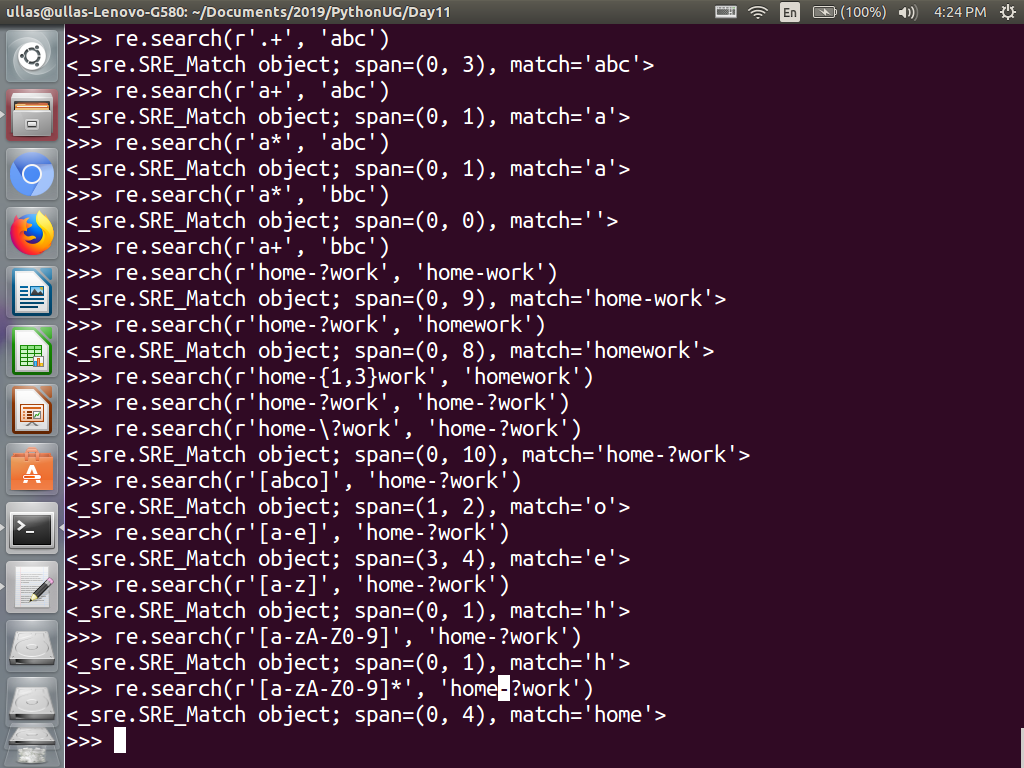 ullas@ullas-Lenovo-G580: ~/Documents/2019/PythonUG/Day11 En (100%) 4:24 PM
>>> re.search(r'.+', 'abc')
<_sre.SRE_Match object; span=(0, 3), match='abc'>
>>> re.search(r'a+', 'abc')
<_sre.SRE_Match object; span=(0, 1), match='a'>
>>> re.search(r'a*', 'abc')
<_sre.SRE_Match object; span=(0, 1), match='a'>
>>> re.search(r'a*', 'bbc')
<_sre.SRE_Match object; span=(0, 0), match=''>
>>> re.search(r'a+', 'bbc')
>>> re.search(r'home-?work', 'home-work')
<_sre.SRE_Match object; span=(0, 9), match='home-work'>
>>> re.search(r'home-?work', 'homework')
<_sre.SRE_Match object; span=(0, 8), match='homework'>
>>> re.search(r'home-{1,3}work', 'homework')
>>> re.search(r'home-?work', 'home-?work')
>>> re.search(r'home-\?work', 'home-?work')
<_sre.SRE_Match object; span=(0, 10), match='home-?work'>
>>> re.search(r'[abco]', 'home-?work')
<_sre.SRE_Match object; span=(1, 2), match='o'>
>>> re.search(r'[a-e]', 'home-?work')
<_sre.SRE_Match object; span=(3, 4), match='e'>
>>> re.search(r'[a-z]', 'home-?work')
<_sre.SRE_Match object; span=(0, 1), match='h'>
>>> re.search(r'[a-zA-Z0-9]', 'home-?work')
<_sre.SRE_Match object; span=(0, 1), match='h'>
>>> re.search(r'[a-zA-Z0-9]*', 'home-?work')
<_sre.SRE_Match object; span=(0, 4), match='home'>
>>>